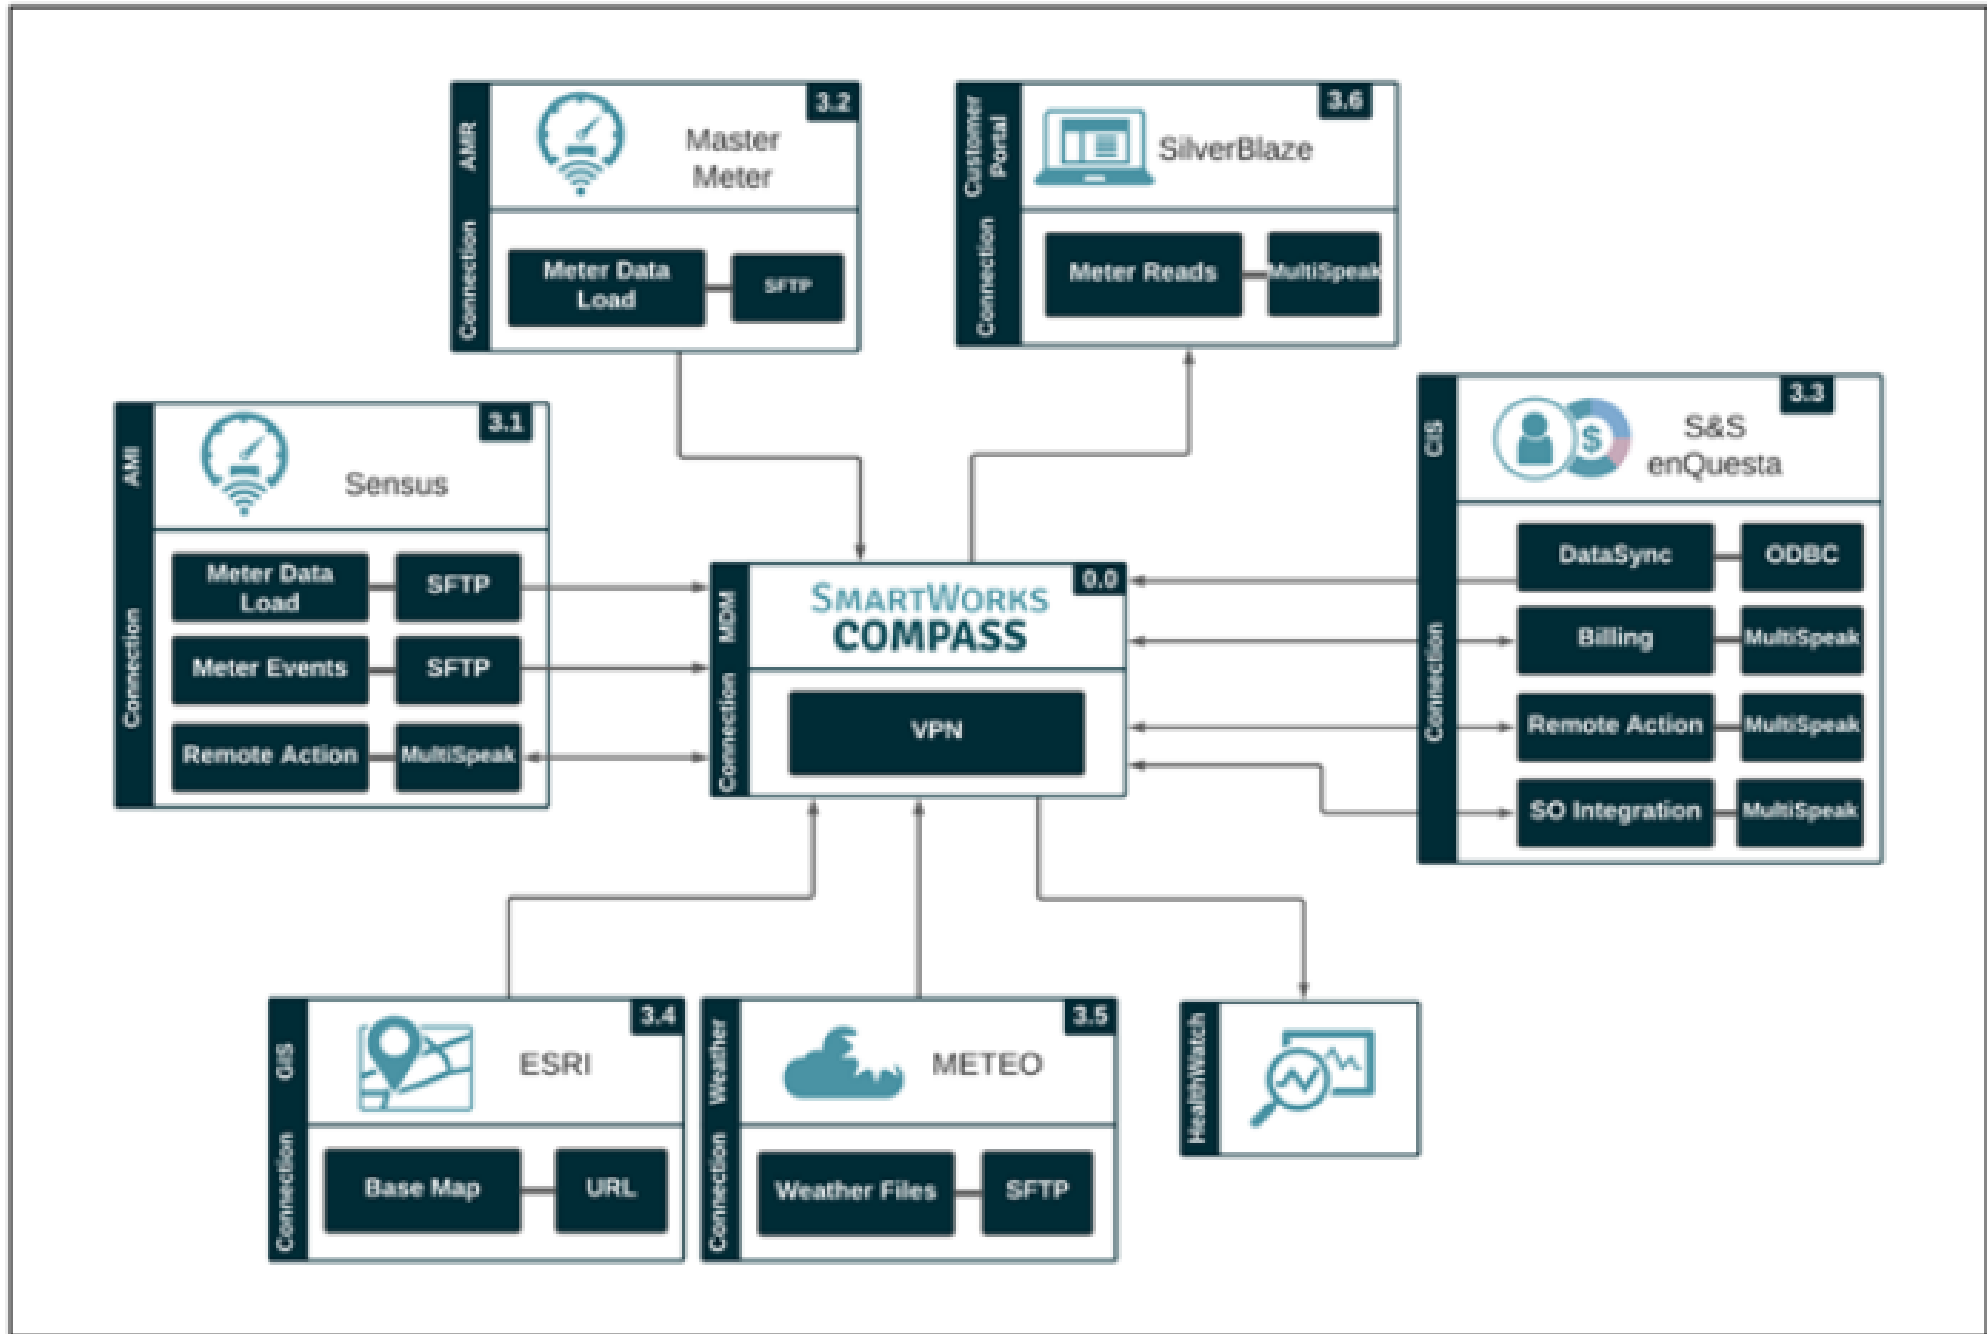 AMR
Connection
3.2
Master
Meter
Meter Data
Load
SFTP
Customer
Portal
Connection
3.6
SilverBlaze
Meter Reads
MultiSpeak
AMI
Connection
3.1
Sensus
Meter Data
Load
SFTP
Meter Events
SFTP
Remote Action
MultiSpeak
MDM
Connection
0.0
SMARTWORKS
COMPASS
VPN
CIS
Connection
3.3
$
S&S
enQuesta
DataSync
ODBC
Billing
MultiSpeak
Remote Action
MultiSpeak
SO Integration
MultiSpeak
GIS
Connection
3.4
ESRI
Base Map
URL
Weather
Connection
3.5
METEO
Weather Files
SFTP
HealthWatch